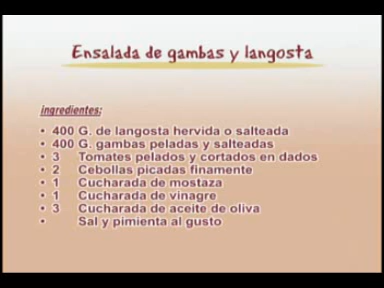 Ensalada de gambas y langosta
ingredientes:
• 400 G. de langosta hervida o salteada
• 400 G. gambas peladas y salteadas
• 3 Tomates pelados y cortados en dados
• 2 Cebollas picadas finamente
• 1 Cucharada de mostaza
• 1 Cucharada de vinagre
• 3 Cucharada de aceite de oliva
• Sal y pimienta al gusto